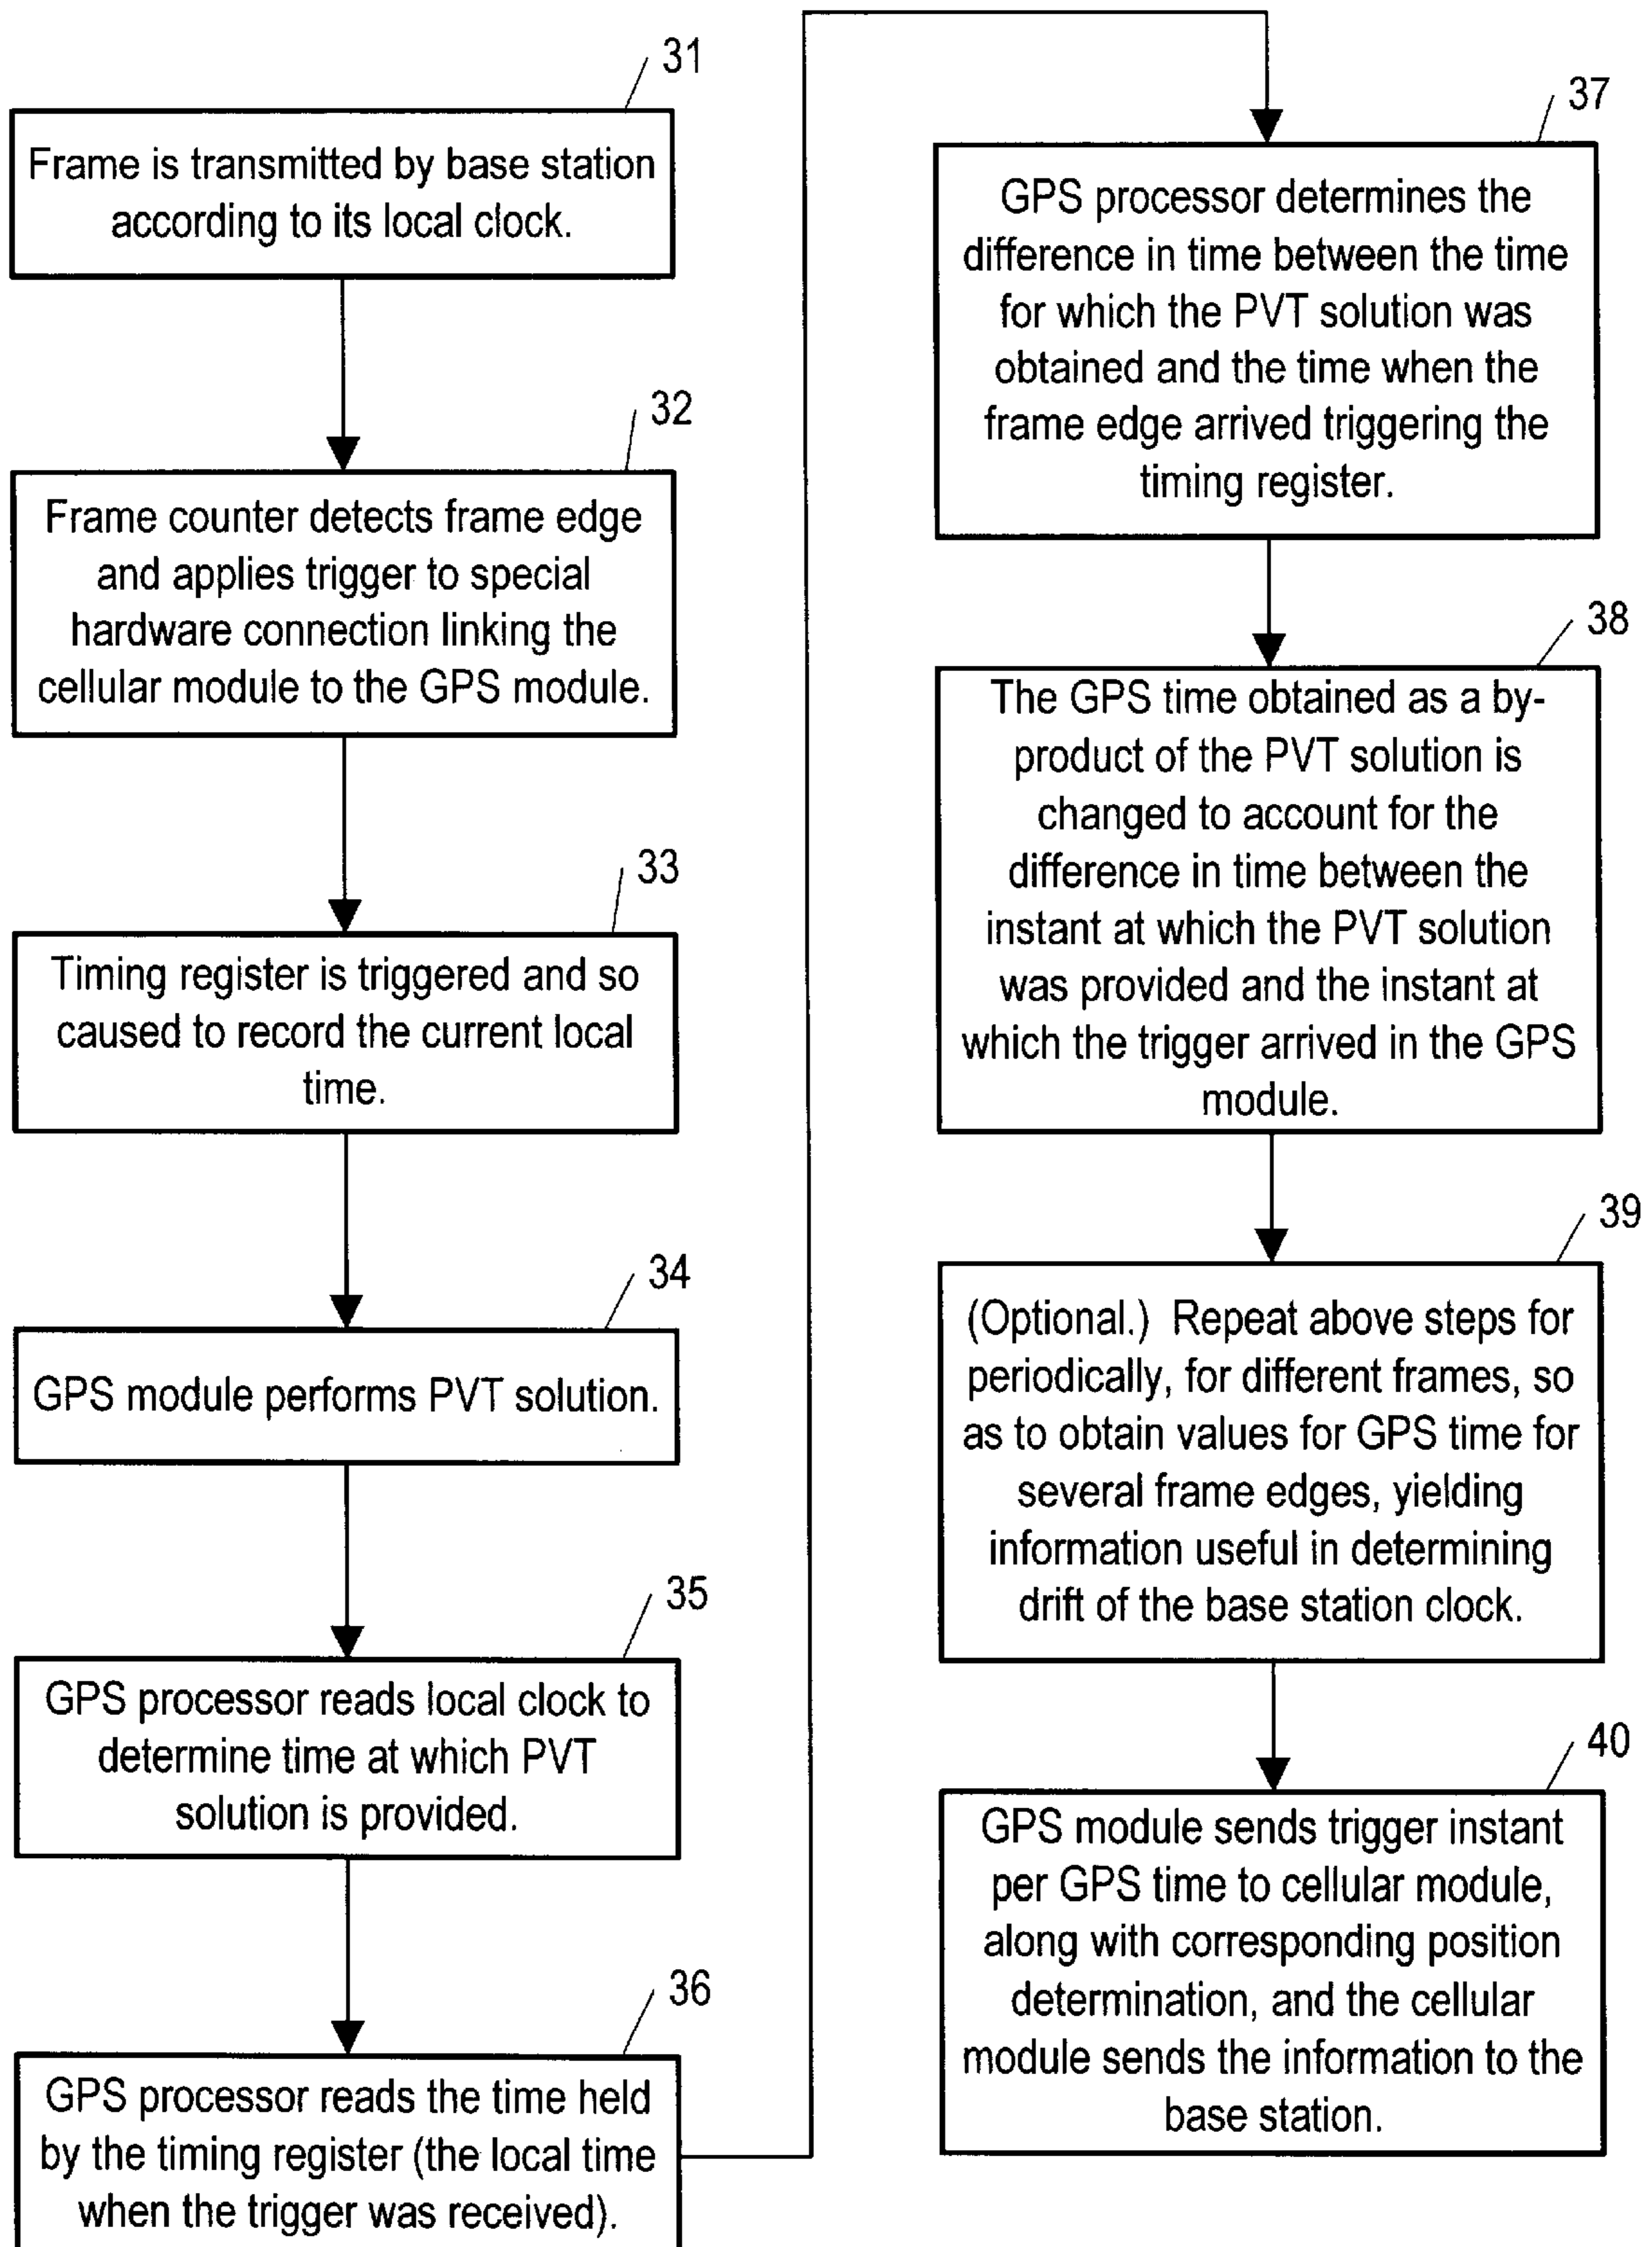 31
Frame is transmitted by base station
according to its local clock.
32
Frame counter detects frame edge
and applies trigger to special
hardware connection linking the
cellular module to the GPS module.
33
Timing register is triggered and so
caused to record the current local
time.
34
GPS module performs PVT solution.
35
GPS processor reads local clock to
determine time at which PVT
solution is provided.
36
GPS processor reads the time held
by the timing register (the local time
when the trigger was received).
37
GPS processor determines the
difference in time between the time
for which the PVT solution was
obtained and the time when the
frame edge arrived triggering the
timing register.
38
The GPS time obtained as a by-
product of the PVT solution is
changed to account for the
difference in time between the
instant at which the PVT solution
was provided and the instant at
which the trigger arrived in the GPS
module.
39
(Optional.) Repeat above steps for
periodically, for different frames, so
as to obtain values for GPS time for
several frame edges, yielding
information useful in determining
drift of the base station clock.
40
GPS module sends trigger instant
per GPS time to cellular module,
along with corresponding position
determination, and the cellular
module sends the information to the
base station.